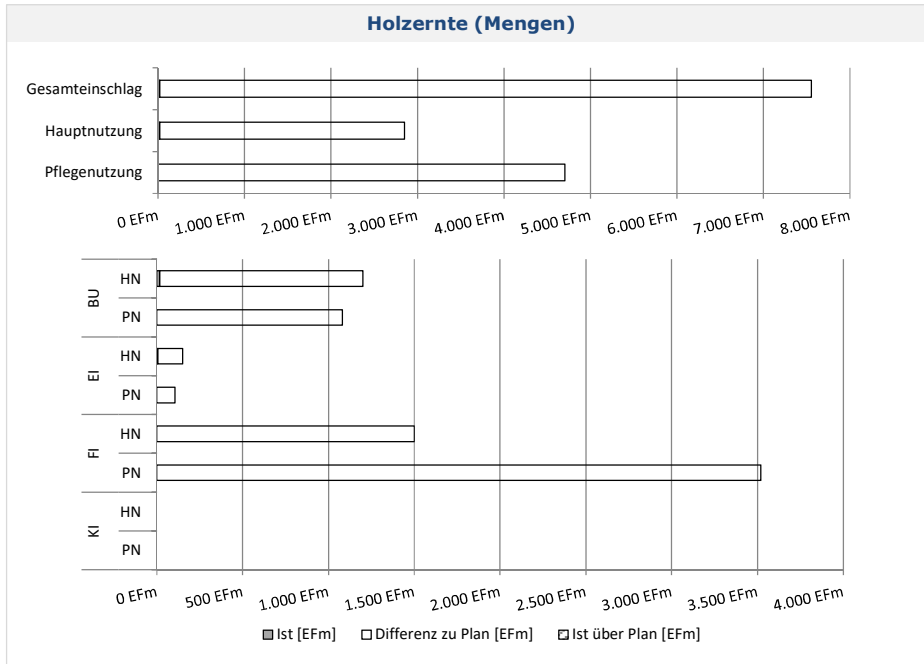 Holzernte (Mengen)
Gesamteinschlag
Hauptnutzung
Pflegenutzung
0 EFm 1.000 EFm 2.000 EFm 3.000 EFm 4.000 EFm 5.000 EFm 6.000 EFm 7.000 EFm 8.000 EFm
BU
HN
PN
EI
HN
PN
FI
HN
PN
KI
HN
PN
0 EFm 500 EFm 1.000 EFm 1.500 EFm 2.000 EFm 2.500 EFm 3.000 EFm 3.500 EFm 4.000 EFm
Ist [EFm] Differenz zu Plan [EFm] Ist über Plan [EFm]